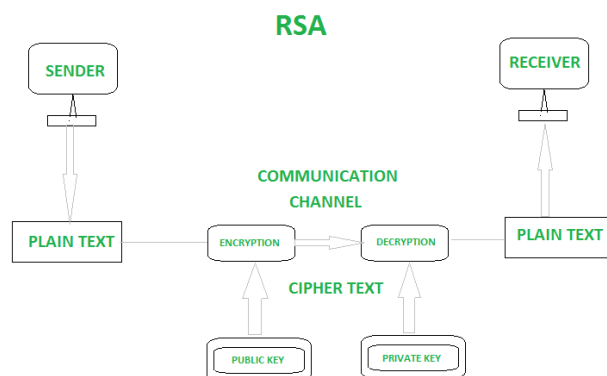 RSA
SENDER
RECEIVER
COMMUNICATION
CHANNEL
PLAIN TEXT
ENCRYPTION
DECRYPTION
PLAIN TEXT
CIPHER TEXT
PUBLIC KEY
PRIVATE KEY